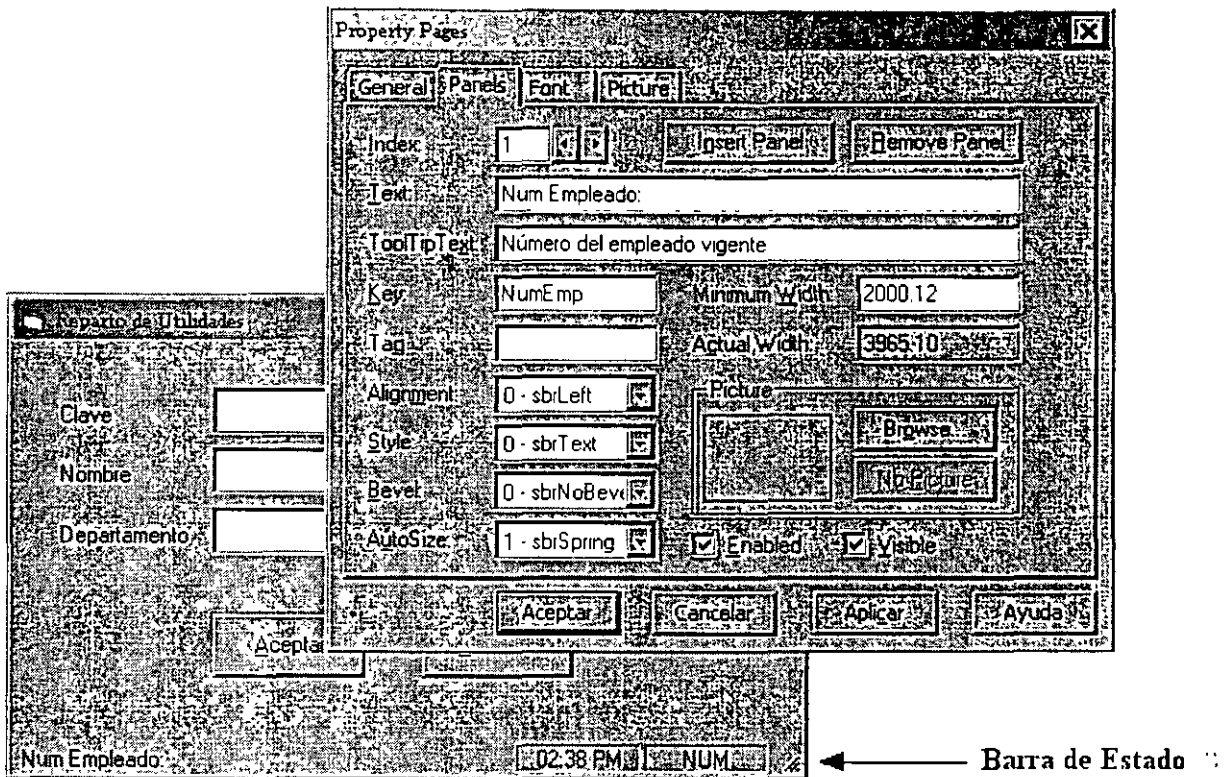 Property Pages
General Panels Font Picture
Index: 1 Insert Panel Remove Panel
Text: Num Empleado:
ToolTipText: Número del empleado vigente
Key: NumEmp Minimum Width: 2000.12
Tag: Actual Width: 3965.10
Alignment: 0 - sbrLeft Picture
Style: 0 - sbrText Browse...
Bevel: 0 - sbrNoBeve No Picture
AutoSize: 1 - sbrSpring Enabled Visible
Aceptar Cancelar Aplicar Ayuda
Reparto de Utilidades
Clave
Nombre
Departamento
Acepta
Num Empleado: 02:38 PM NUM
Barra de Estado